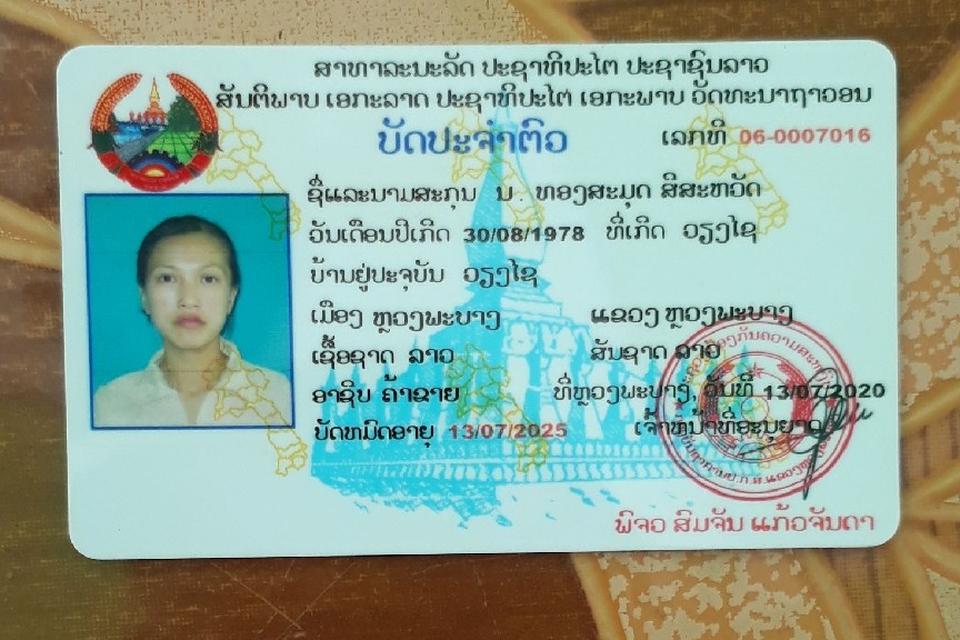 ສາທາລະນະລັດ ປະຊາທິປະໄຕ ປະຊາຊົນລາວ
ສັນຕິພາບ ເອກະລາດ ປະຊາທິປະໄຕ ເອກະພາບ ວັດທະນາຖາວອນ
ບັດປະຈຳຕົວ ເລກທີ 06-0007016
ຊື່ແລະນາມສະກຸນ ນ. ທອງສະມຸດ ສີສະຫວັດ
ວັນເດືອນປີເກີດ 30/08/1978 ທີ່ເກີດ ວຽງໄຊ
ບ້ານຢູ່ປະຈຸບັນ ວຽງໄຊ
ເມືອງ ຫຼວງພະບາງ ແຂວງ ຫຼວງພະບາງ
ເຊື້ອຊາດ ລາວ ສັນຊາດ ລາວ
ອາຊີບ ຄ້າຂາຍ ທີ່ຫຼວງພະບາງ, ວັນທີ 13/07/2020
ບັດຫມົດອາຍຸ 13/07/2025 ເຈົ້າຫນ້າທີ່ອະນຸຍາດ
ພົຈວ ສົມຈັນ ແກ້ວຈັນດາ